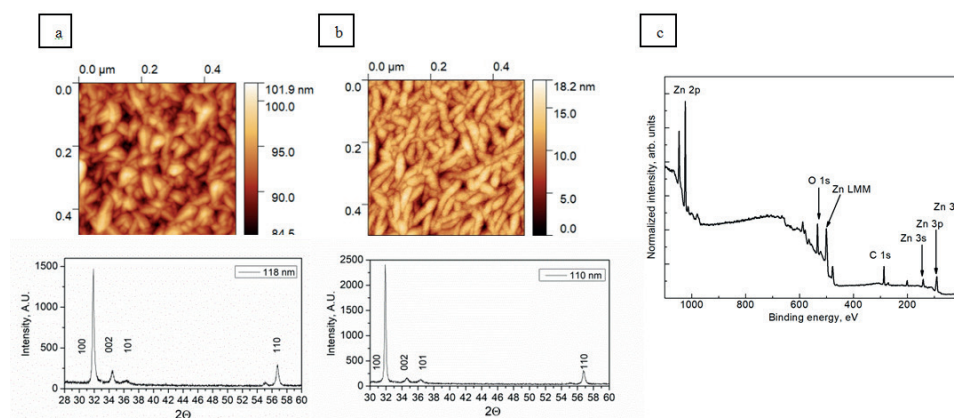 a
b
c
0.0 µm 0.2 0.4
0.0
0.2
0.4
101.9 nm
100.0
95.0
90.0
84.5
0.0 µm 0.2 0.4
0.0
0.2
0.4
18.2 nm
15.0
10.0
5.0
0.0
Zn 2p
O 1s
Zn LMM
C 1s
Zn 3s
Zn 3p
Zn 3
Normalized intensity, arb. units
1000 800 600 400 200 0
Binding energy, eV
Intensity, A.U.
1500
1000
500
0
118 nm
100
002
101
110
28 30 32 34 36 38 40 42 44 46 48 50 52 54 56 58 60
2Θ
Intensity, A.U.
2500
2000
1500
1000
500
0
110 nm
100
002
101
110
30 32 34 36 38 40 42 44 46 48 50 52 54 56 58 60
2Θ